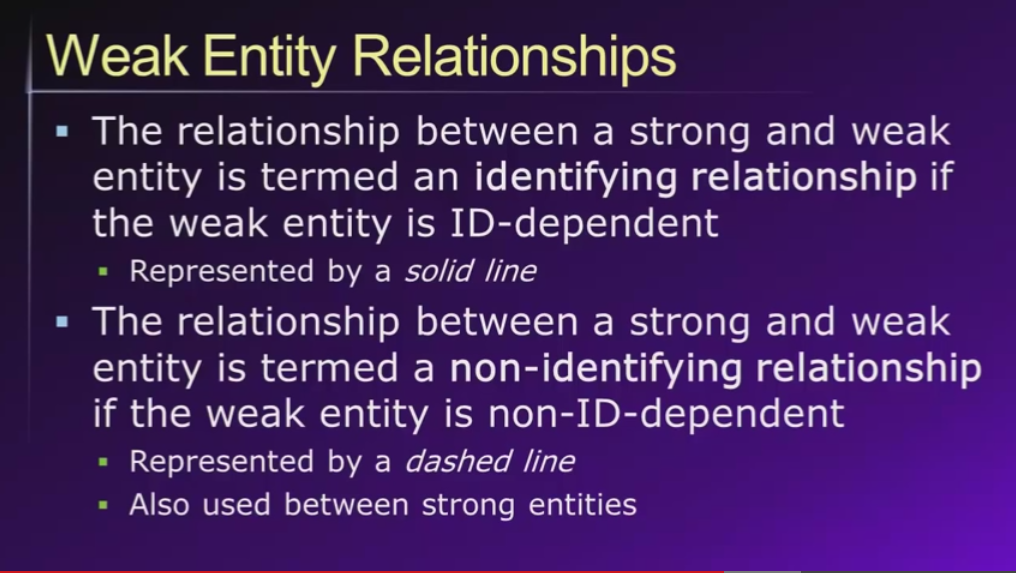 Weak Entity Relationships
The relationship between a strong and weak
entity is termed an identifying relationship if
the weak entity is ID-dependent
Represented by a solid line
The relationship between a strong and weak
entity is termed a non-identifying relationship
if the weak entity is non-ID-dependent
Represented by a dashed line
Also used between strong entities